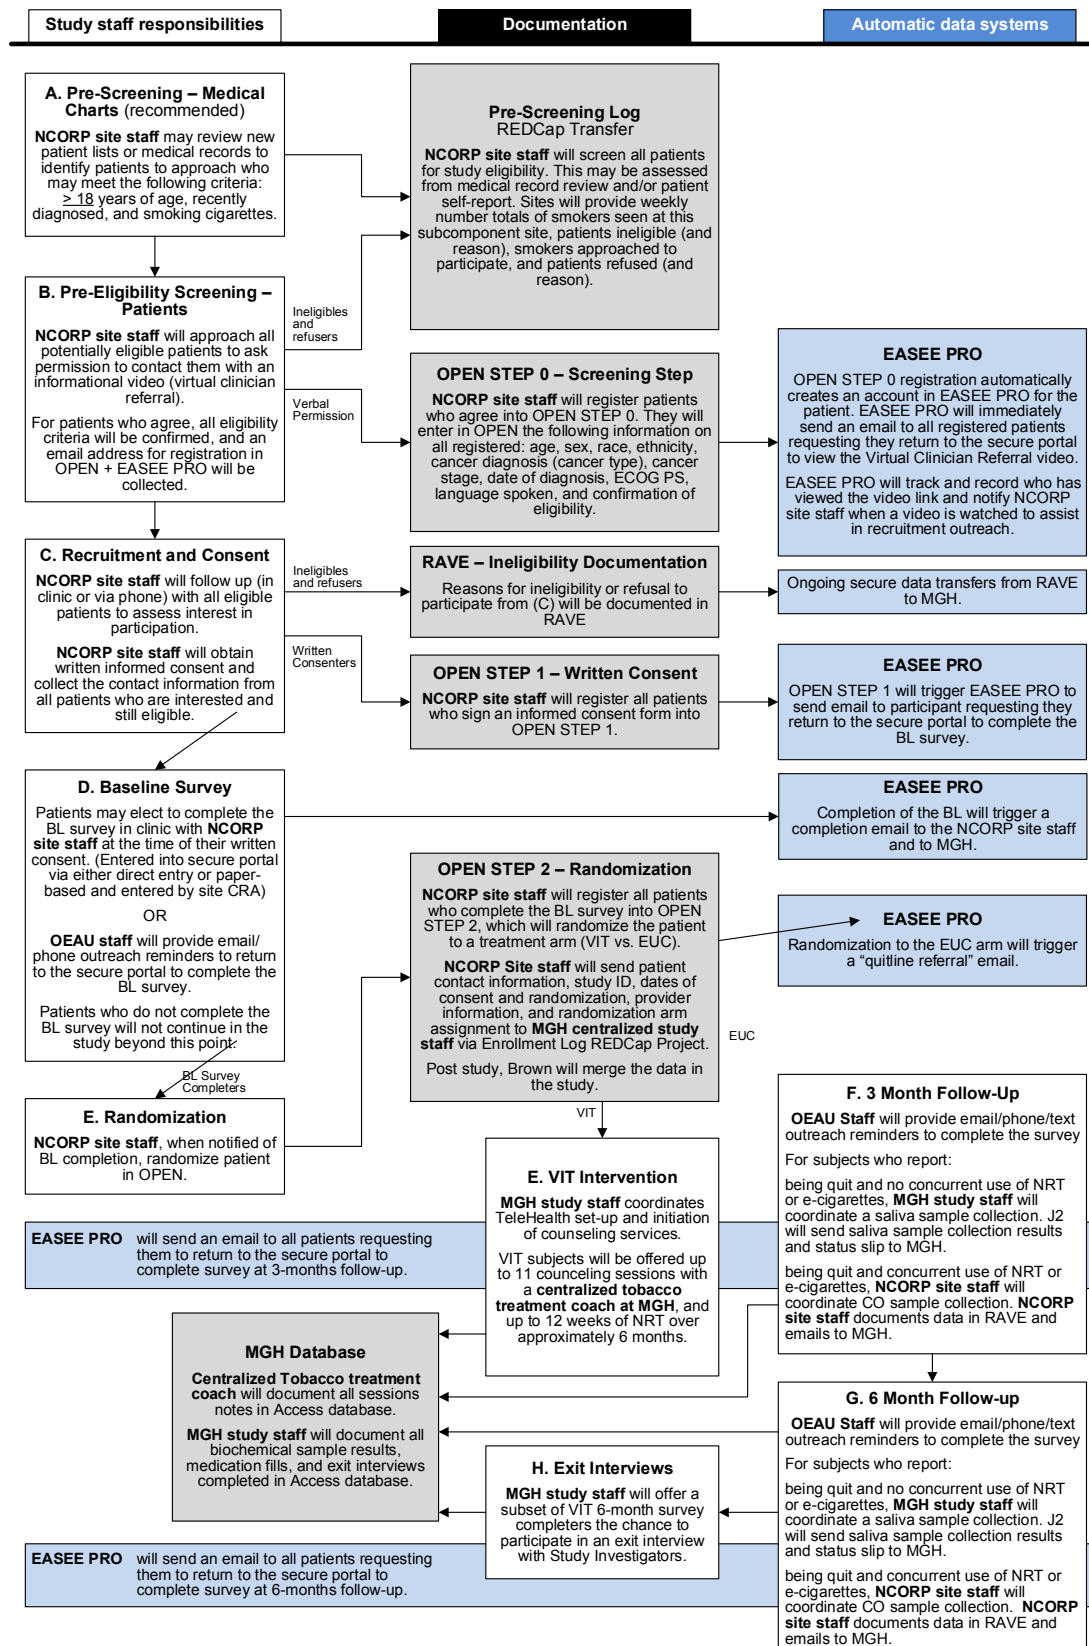 Study staff responsibilities
Documentation
Automatic data systems
A. Pre-Screening – Medical
Charts (recommended)
NCORP site staff may review new
patient lists or medical records to
identify patients to approach who
may meet the following criteria:
> 18 years of age, recently
diagnosed, and smoking cigarettes.
Pre-Screening Log
REDCap Transfer
NCORP site staff will screen all patients
for study eligibility. This may be assessed
from medical record review and/or patient
self-report. Sites will provide weekly
number totals of smokers seen at this
subcomponent site, patients ineligible (and
reason), smokers approached to
participate, and patients refused (and
reason).
B. Pre-Eligibility Screening –
Patients
NCORP site staff will approach all
potentially eligible patients to ask
permission to contact them with an
informational video (virtual clinician
referral).
For patients who agree, all eligibility
criteria will be confirmed, and an
email address for registration in
OPEN + EASEE PRO will be
collected.
Ineligibles
and
refusers
Verbal
Permission
OPEN STEP 0 – Screening Step
NCORP site staff will register patients
who agree into OPEN STEP 0. They will
enter in OPEN the following information on
all registered: age, sex, race, ethnicity,
cancer diagnosis (cancer type), cancer
stage, date of diagnosis, ECOG PS,
language spoken, and confirmation of
eligibility.
EASEE PRO
OPEN STEP 0 registration automatically
creates an account in EASEE PRO for the
patient. EASEE PRO will immediately
send an email to all registered patients
requesting they return to the secure portal
to view the Virtual Clinician Referral video.
EASEE PRO will track and record who has
viewed the video link and notify NCORP
site staff when a video is watched to assist
in recruitment outreach.
C. Recruitment and Consent
NCORP site staff will follow up (in
clinic or via phone) with all eligible
patients to assess interest in
participation.
NCORP site staff will obtain
written informed consent and
collect the contact information from
all patients who are interested and
still eligible.
Ineligibles
and refusers
Written
Consenters
RAVE – Ineligibility Documentation
Reasons for ineligibility or refusal to
participate from (C) will be documented in
RAVE
Ongoing secure data transfers from RAVE
to MGH.
OPEN STEP 1 – Written Consent
NCORP site staff will register all patients
who sign an informed consent form into
OPEN STEP 1.
EASEE PRO
OPEN STEP 1 will trigger EASEE PRO to
send email to participant requesting they
return to the secure portal to complete the
BL survey.
D. Baseline Survey
Patients may elect to complete the
BL survey in clinic with NCORP
site staff at the time of their written
consent. (Entered into secure portal
via either direct entry or paper-
based and entered by site CRA)
OR
OEAU staff will provide email/
phone outreach reminders to return
to the secure portal to complete the
BL survey.
Patients who do not complete the
BL survey will not continue in the
study beyond this point.
EASEE PRO
Completion of the BL will trigger a
completion email to the NCORP site staff
and to MGH.
OPEN STEP 2 – Randomization
NCORP site staff will register all patients
who complete the BL survey into OPEN
STEP 2, which will randomize the patient
to a treatment arm (VIT vs. EUC).
NCORP Site staff will send patient
contact information, study ID, dates of
consent and randomization, provider
information, and randomization arm
assignment to MGH centralized study
staff via Enrollment Log REDCap Project.
Post study, Brown will merge the data in
the study.
EASEE PRO
Randomization to the EUC arm will trigger
a “quitline referral” email.
EUC
BL Survey
Completers
VIT
E. Randomization
NCORP site staff, when notified of
BL completion, randomize patient
in OPEN.
E. VIT Intervention
MGH study staff coordinates
TeleHealth set-up and initiation
of counseling services.
VIT subjects will be offered up
to 11 counceling sessions with
a centralized tobacco
treatment coach at MGH, and
up to 12 weeks of NRT over
approximately 6 months.
F. 3 Month Follow-Up
OEAU Staff will provide email/phone/text
outreach reminders to complete the survey
For subjects who report:
being quit and no concurrent use of NRT
or e-cigarettes, MGH study staff will
coordinate a saliva sample collection. J2
will send saliva sample collection results
and status slip to MGH.
being quit and concurrent use of NRT or
e-cigarettes, NCORP site staff will
coordinate CO sample collection. NCORP
site staff documents data in RAVE and
emails to MGH.
EASEE PRO will send an email to all patients requesting
them to return to the secure portal to
complete survey at 3-months follow-up.
MGH Database
Centralized Tobacco treatment
coach will document all sessions
notes in Access database.
MGH study staff will document all
biochemical sample results,
medication fills, and exit interviews
completed in Access database.
G. 6 Month Follow-up
OEAU Staff will provide email/phone/text
outreach reminders to complete the survey
For subjects who report:
being quit and no concurrent use of NRT
or e-cigarettes, MGH study staff will
coordinate a saliva sample collection. J2
will send saliva sample collection results
and status slip to MGH.
being quit and concurrent use of NRT or
e-cigarettes, NCORP site staff will
coordinate CO sample collection. NCORP
site staff documents data in RAVE and
emails to MGH.
H. Exit Interviews
MGH study staff will offer a
subset of VIT 6-month survey
completers the chance to
participate in an exit interview
with Study Investigators.
EASEE PRO will send an email to all patients requesting
them to return to the secure portal to
complete survey at 6-months follow-up.